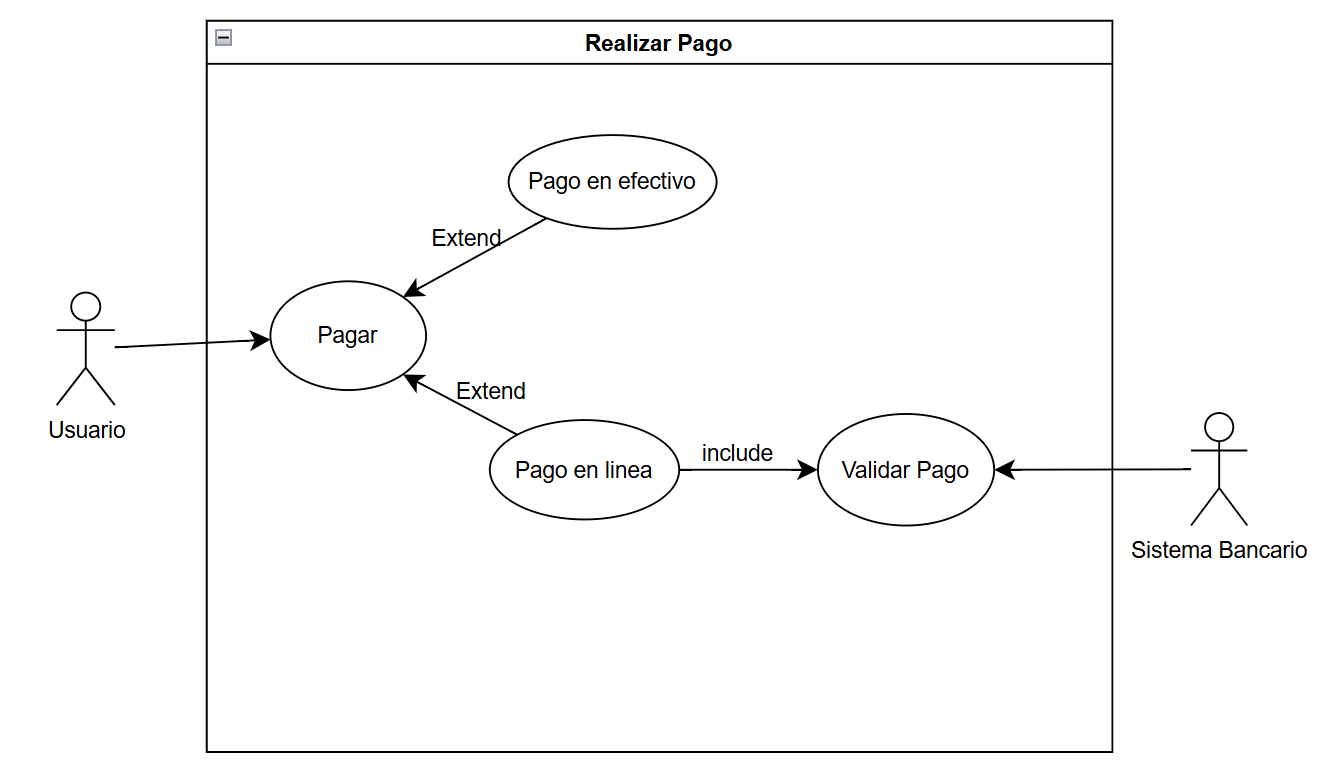 Realizar Pago
Pago en efectivo
Extend
Pagar
Usuario
Extend
Pago en linea
include
Validar Pago
Sistema Bancario